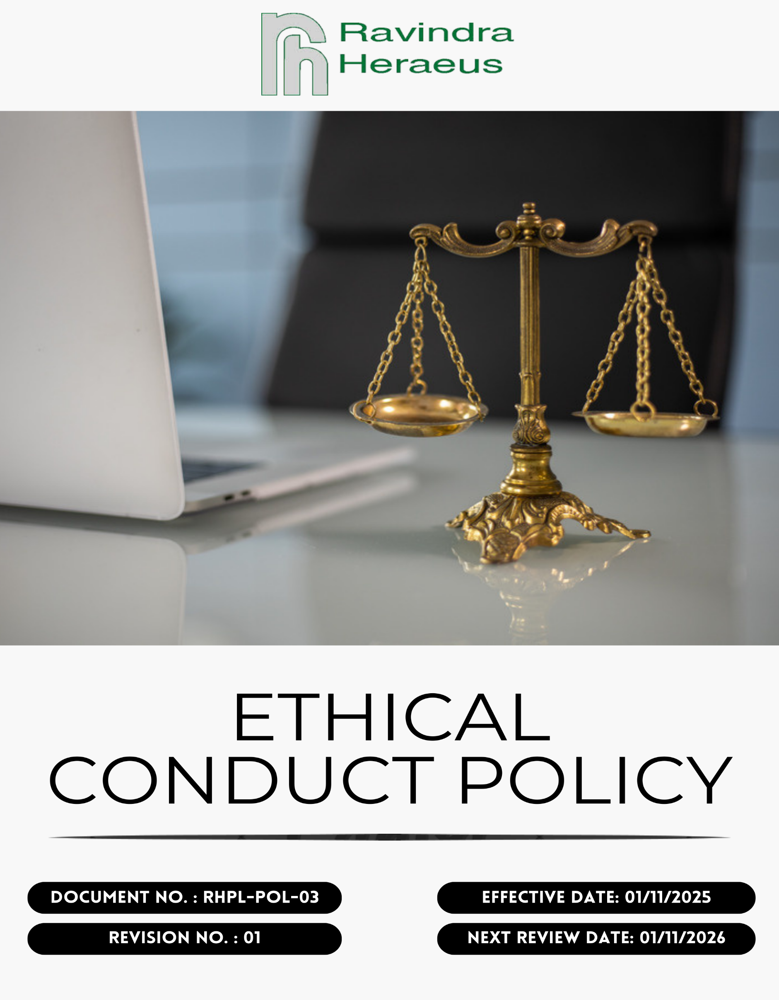 Ravindra
Heraeus
ETHICAL
CONDUCT POLICY
DOCUMENT NO. : RHPL-POL-03
EFFECTIVE DATE: 01/11/2025
REVISION NO. : 01
NEXT REVIEW DATE: 01/11/2026